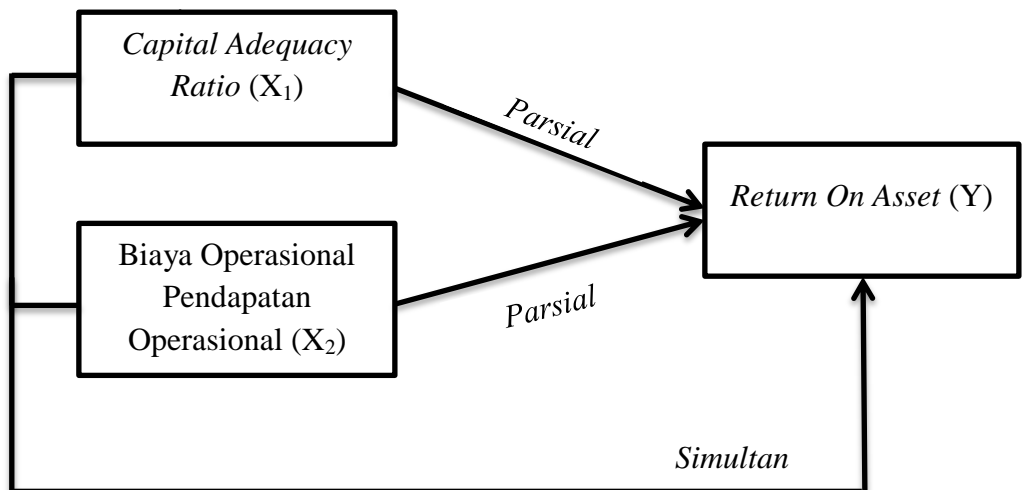 Capital Adequacy
Ratio (X₁)
Parsial
Return On Asset (Y)
Biaya Operasional
Pendapatan
Operasional (X₂)
Parsial
Simultan